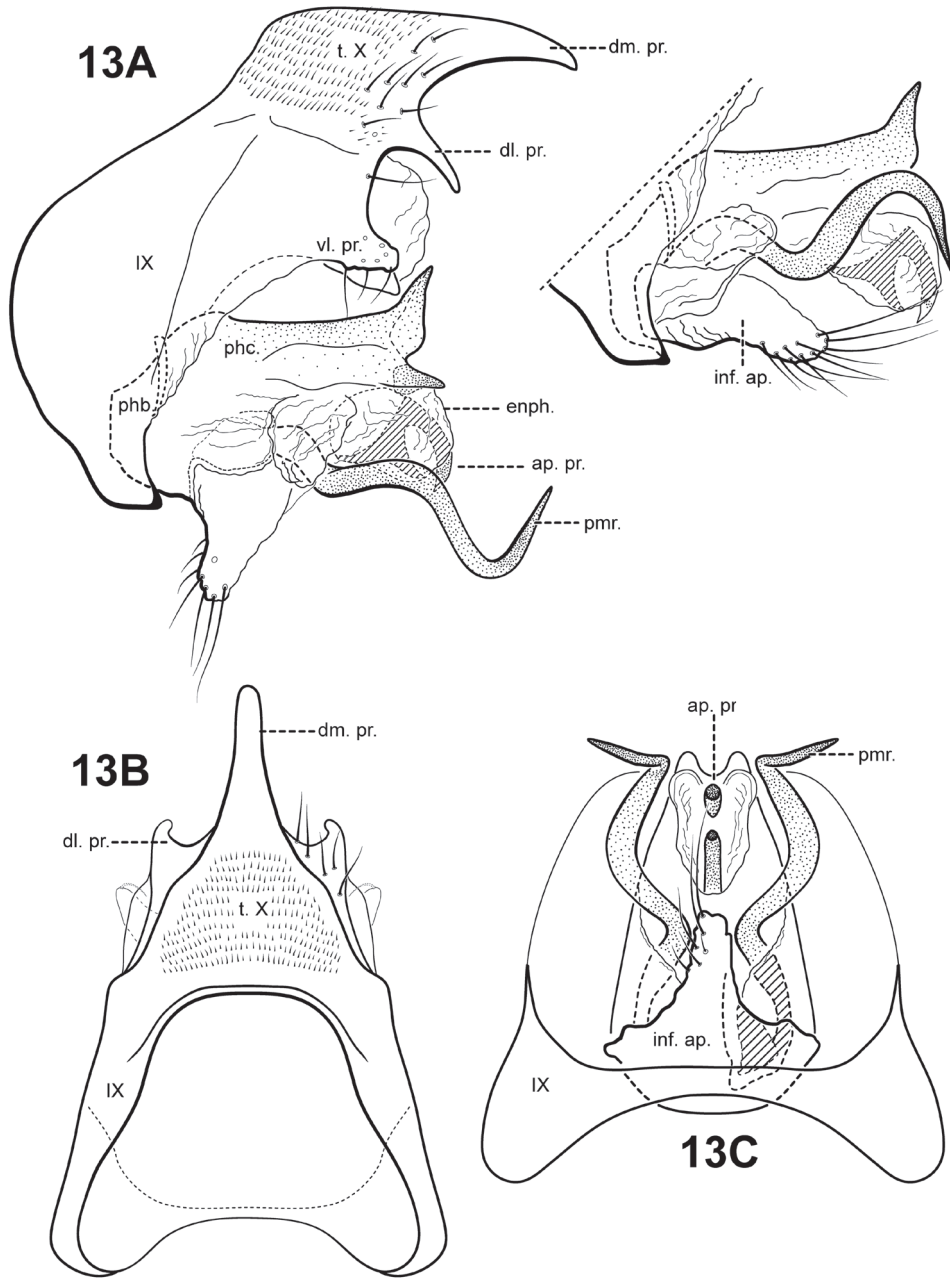 13A
t. X
dm. pr.
dl. pr.
vl. pr.
IX
phc.
phb.
enph.
ap. pr.
pmr.
inf. ap.
13B
dm. pr.
dl. pr.
t. X
IX
ap. pr
pmr.
inf. ap.
IX
13C